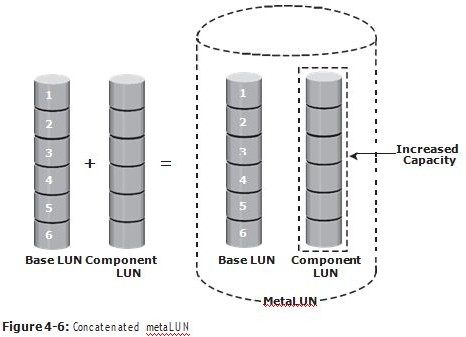 1
2
3
4
5
6
+
=
1
2
3
4
5
6
Increased
Capacity
Base LUN Component
LUN
Base LUN Component
LUN
MetaLUN
Figure 4-6: Concatenated metaLUN